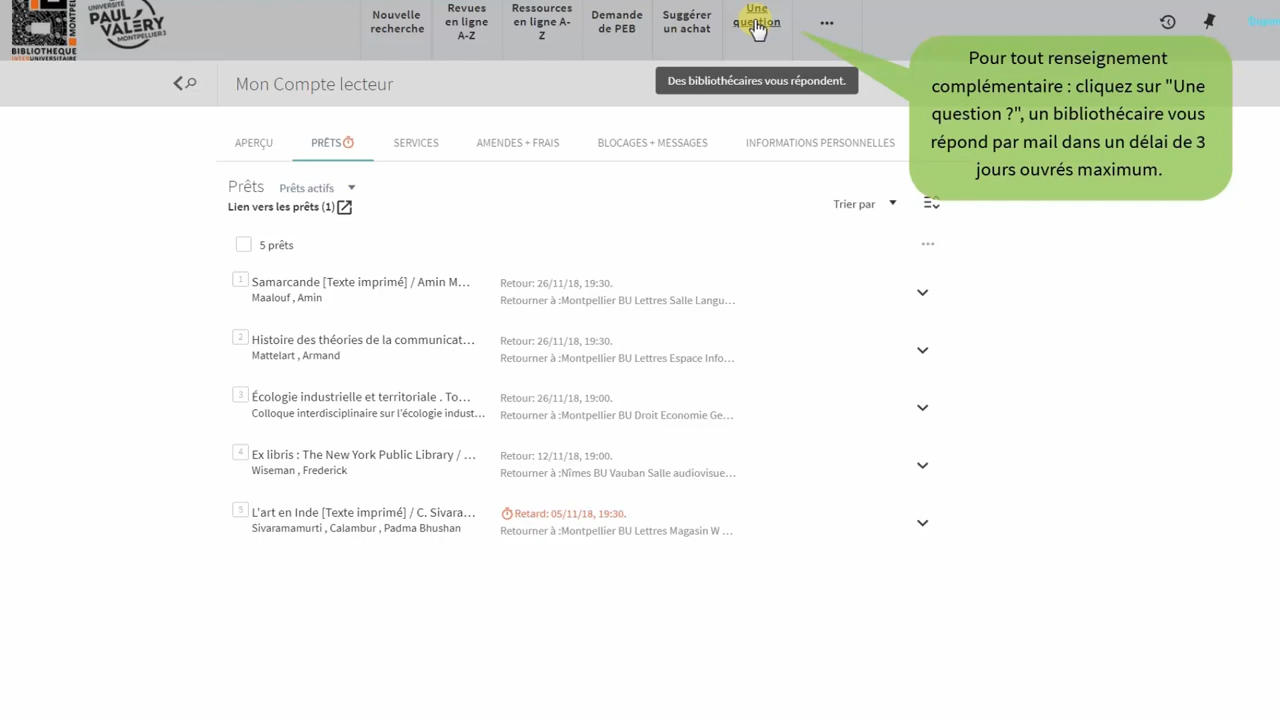 BIBLIOTHEQUE
INTERUNIVERSITAIRE
MONTPELLIER
UNIVERSITÉ
PAUL
VALÉRY
MONTPELLIER 3
Nouvelle
recherche
Revues
en ligne
A-Z
Ressources
en ligne A-
Z
Demande
de PEB
Suggérer
un achat
Une
question
Des bibliothécaires vous répondent.
Pour tout renseignement
complémentaire : cliquez sur "Une
question ?", un bibliothécaire vous
répond par mail dans un délai de 3
jours ouvrés maximum.
Mon Compte lecteur
APERÇU
PRÊTS
SERVICES
AMENDES + FRAIS
BLOCAGES + MESSAGES
INFORMATIONS PERSONNELLES
Prêts Prêts actifs
Lien vers les prêts (1)
Trier par
5 prêts
1 Samarcande [Texte imprimé] / Amin M…
Maalouf , Amin
Retour: 26/11/18, 19:30.
Retourner à :Montpellier BU Lettres Salle Langu…
2 Histoire des théories de la communicat…
Mattelart , Armand
Retour: 26/11/18, 19:30.
Retourner à :Montpellier BU Lettres Espace Info…
3 Écologie industrielle et territoriale . To…
Colloque interdisciplinaire sur l'écologie indust…
Retour: 26/11/18, 19:00.
Retourner à :Montpellier BU Droit Economie Ge…
4 Ex libris : The New York Public Library / …
Wiseman , Frederick
Retour: 12/11/18, 19:00.
Retourner à :Nîmes BU Vauban Salle audiovisue…
5 L'art en Inde [Texte imprimé] / C. Sivara…
Sivaramamurti , Calambur , Padma Bhushan
Retard: 05/11/18, 19:30.
Retourner à :Montpellier BU Lettres Magasin W …